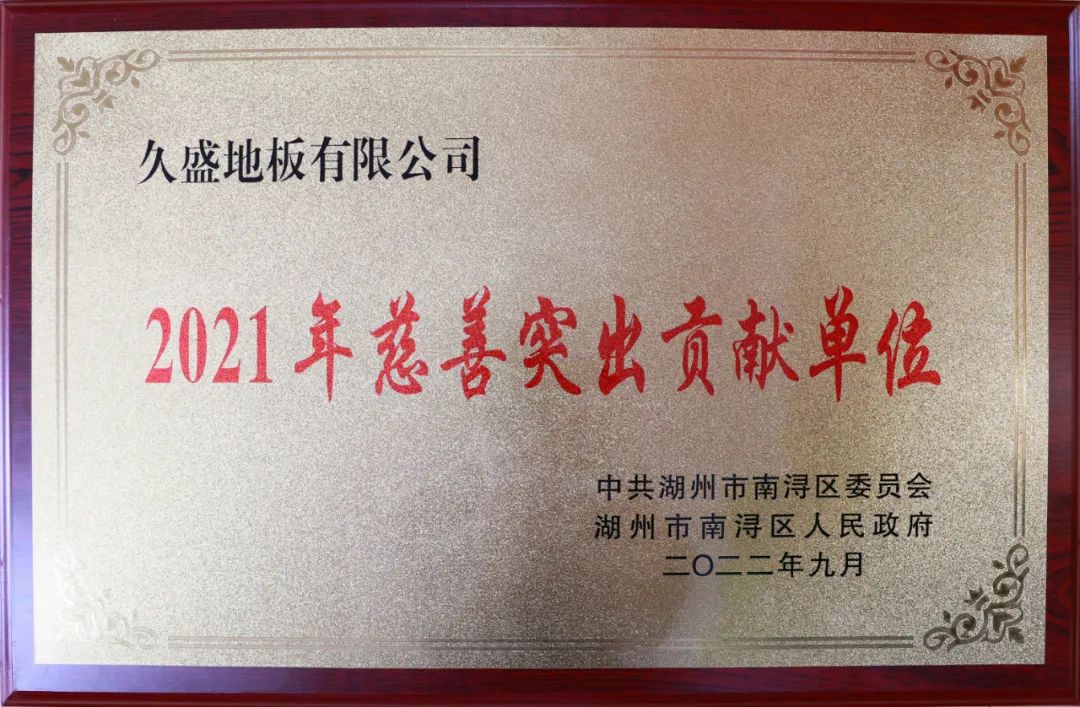 久盛地板有限公司
2021年慈善突出贡献单位
中共湖州市南浔区委员会
湖州市南浔区人民政府
二〇二二年九月